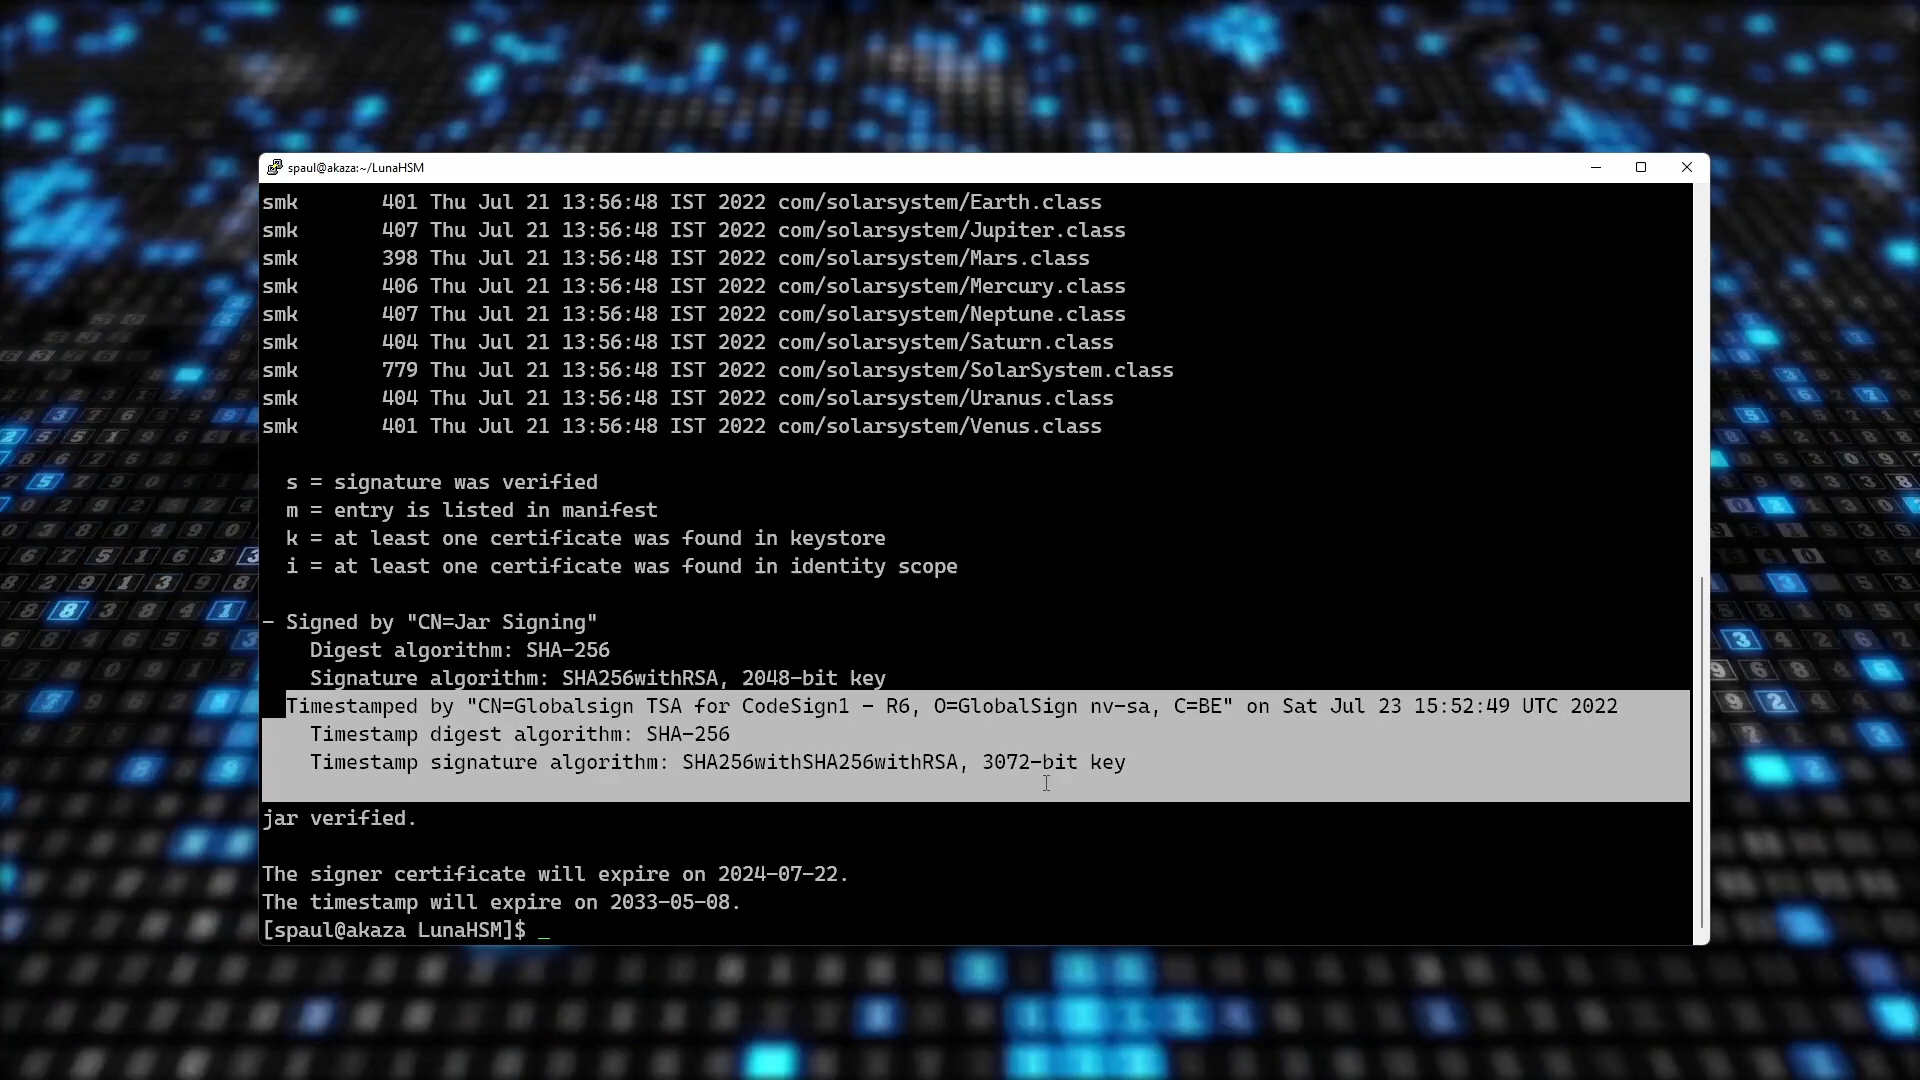 spaul@akaza:~/LunaHSM
smk       401 Thu Jul 21 13:56:48 IST 2022 com/solarsystem/Earth.class
smk       407 Thu Jul 21 13:56:48 IST 2022 com/solarsystem/Jupiter.class
smk       398 Thu Jul 21 13:56:48 IST 2022 com/solarsystem/Mars.class
smk       406 Thu Jul 21 13:56:48 IST 2022 com/solarsystem/Mercury.class
smk       407 Thu Jul 21 13:56:48 IST 2022 com/solarsystem/Neptune.class
smk       404 Thu Jul 21 13:56:48 IST 2022 com/solarsystem/Saturn.class
smk       779 Thu Jul 21 13:56:48 IST 2022 com/solarsystem/SolarSystem.class
smk       404 Thu Jul 21 13:56:48 IST 2022 com/solarsystem/Uranus.class
smk       401 Thu Jul 21 13:56:48 IST 2022 com/solarsystem/Venus.class
s = signature was verified
m = entry is listed in manifest
k = at least one certificate was found in keystore
i = at least one certificate was found in identity scope
- Signed by "CN=Jar Signing"
Digest algorithm: SHA-256
Signature algorithm: SHA256withRSA, 2048-bit key
Timestamped by "CN=Globalsign TSA for CodeSign1 - R6, O=GlobalSign nv-sa, C=BE" on Sat Jul 23 15:52:49 UTC 2022
Timestamp digest algorithm: SHA-256
Timestamp signature algorithm: SHA256withSHA256withRSA, 3072-bit key
jar verified.
The signer certificate will expire on 2024-07-22.
The timestamp will expire on 2033-05-08.
[spaul@akaza LunaHSM]$ _